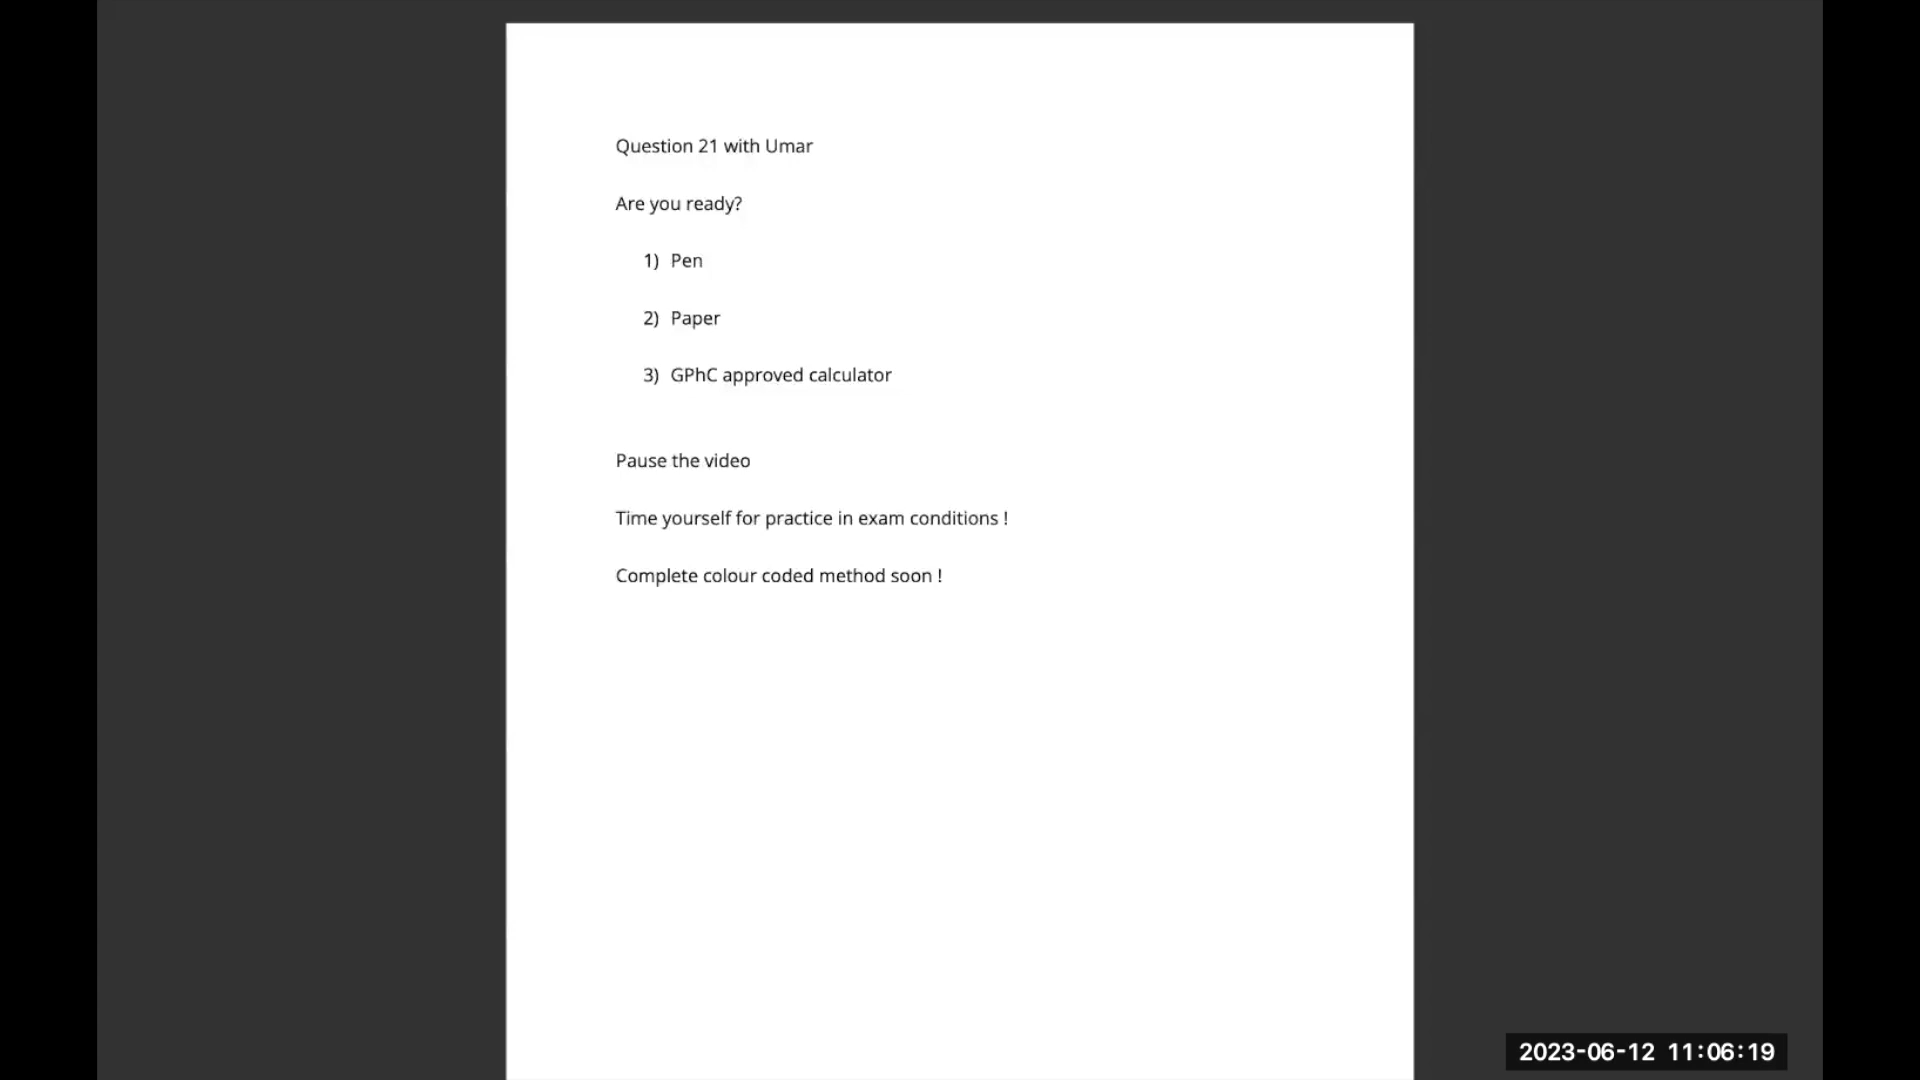 Question 21 with Umar
Are you ready?
1) Pen
2) Paper
3) GPhC approved calculator
Pause the video
Time yourself for practice in exam conditions !
Complete colour coded method soon !
2023-06-12 11:06:19